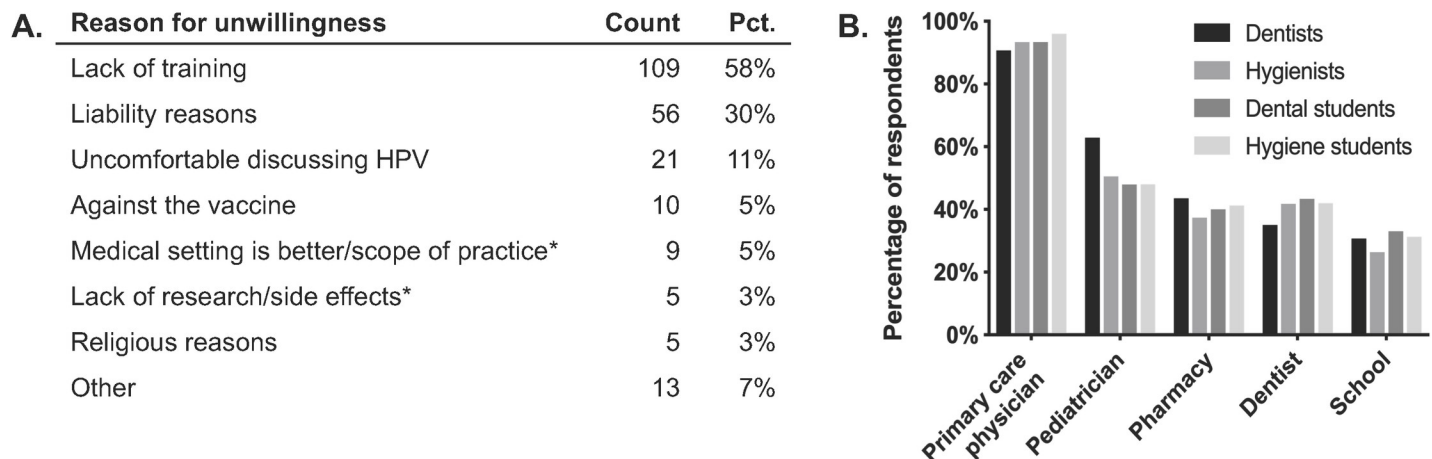 A. Reason for unwillingness Count Pct.
Lack of training 109 58%
Liability reasons 56 30%
Uncomfortable discussing HPV 21 11%
Against the vaccine 10 5%
Medical setting is better/scope of practice* 9 5%
Lack of research/side effects* 5 3%
Religious reasons 5 3%
Other 13 7%
B.
Percentage of respondents
100%
80%
60%
40%
20%
0%
Dentists
Hygienists
Dental students
Hygiene students
Primary care
physician
Pediatrician
Pharmacy
Dentist
School